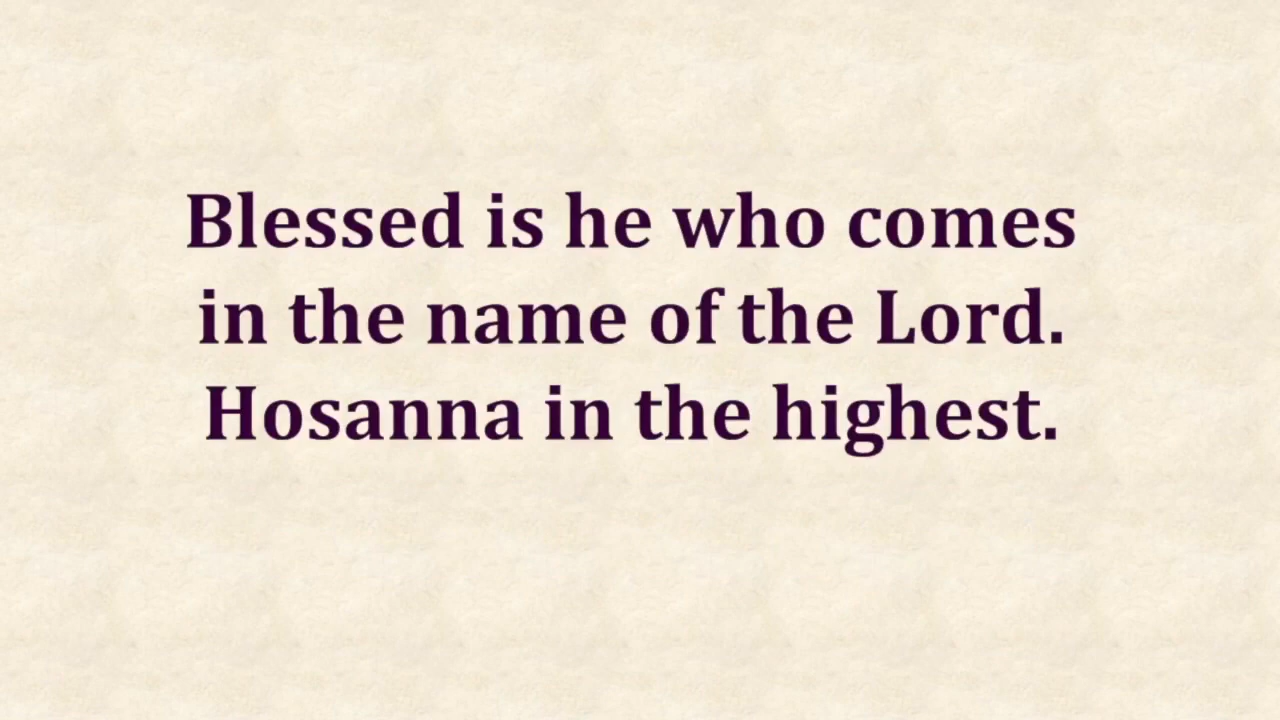 Blessed is he who comes
in the name of the Lord.
Hosanna in the highest.